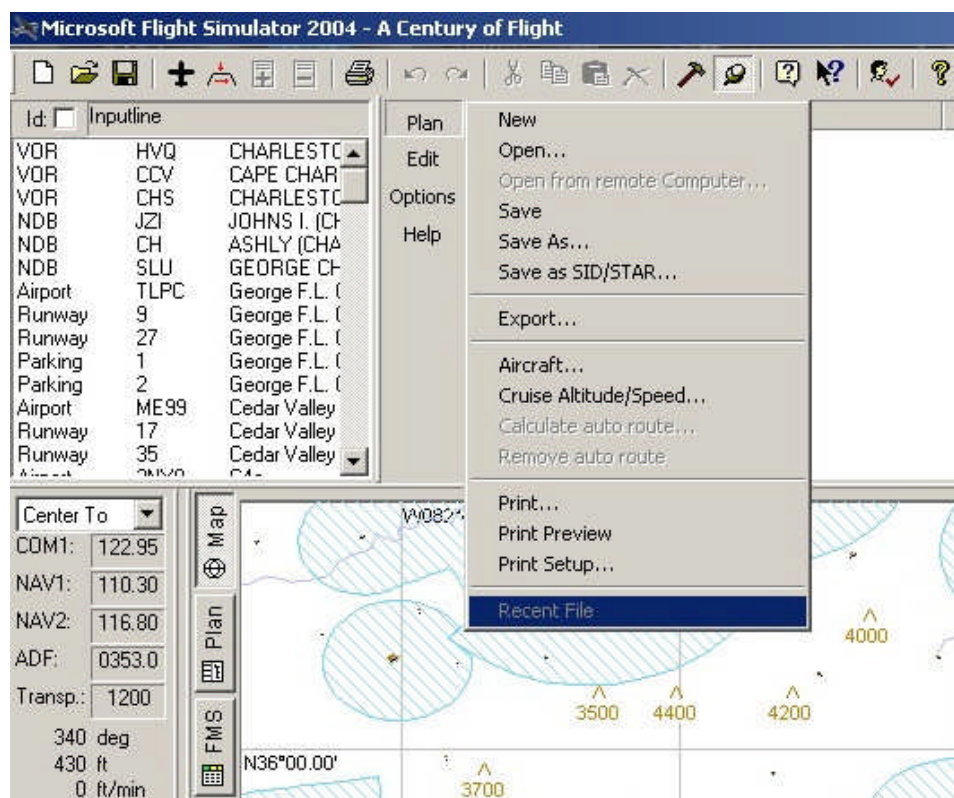 Microsoft Flight Simulator 2004 - A Century of Flight
Id: Inputline
VOR HVQ CHARLESTC
VOR CCV CAPE CHAR
VOR CHS CHARLESTC
NDB JZI JOHNS I. (CH
NDB CH ASHLY (CHA
NDB SLU GEORGE CH
Airport TLPC George F.L. (
Runway 9 George F.L. (
Runway 27 George F.L. (
Parking 1 George F.L. (
Parking 2 George F.L. (
Airport ME99 Cedar Valley
Runway 17 Cedar Valley
Runway 35 Cedar Valley
Plan
Edit
Options
Help
New
Open...
Open from remote Computer...
Save
Save As...
Save as SID/STAR...
Export...
Aircraft...
Cruise Altitude/Speed...
Calculate auto route...
Remove auto route
Print...
Print Preview
Print Setup...
Recent File
Center To
COM1: 122.95
NAV1: 110.30
NAV2: 116.80
ADF: 0353.0
Transp.: 1200
340 deg
430 ft
0 ft/min
Map
Plan
FMS
4000
3500 4400 4200
N36°00.00'
3700